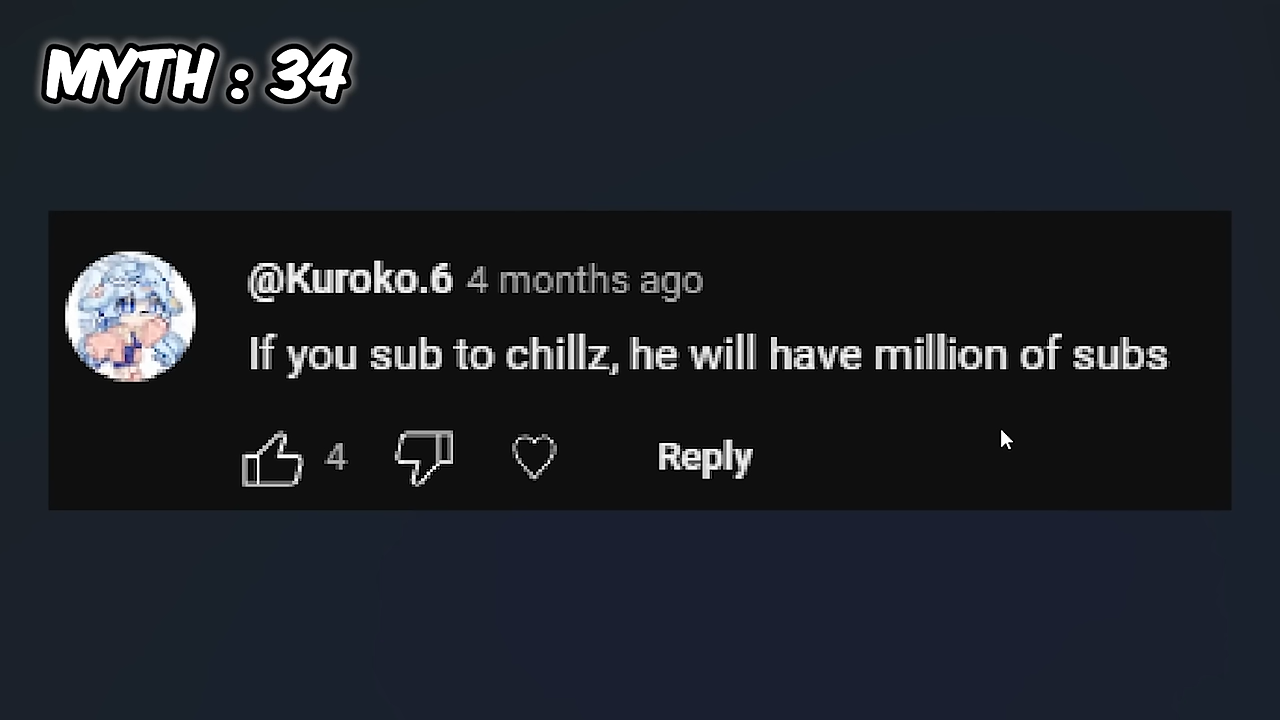 MYTH : 34
@Kuroko.6 4 months ago
If you sub to chillz, he will have million of subs
4
Reply